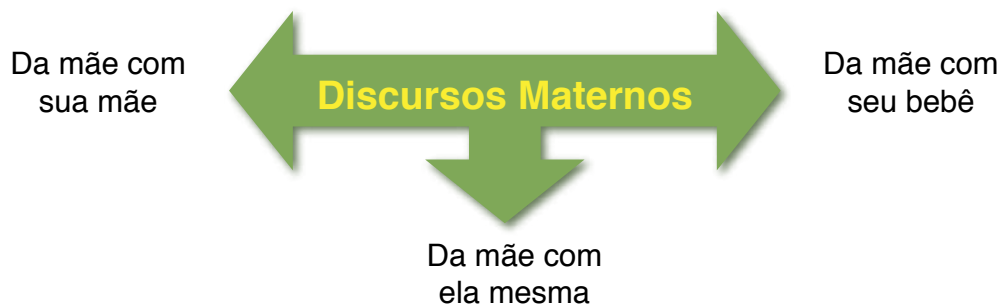 Da mãe com
sua mãe
Discursos Maternos
Da mãe com
seu bebê
Da mãe com
ela mesma